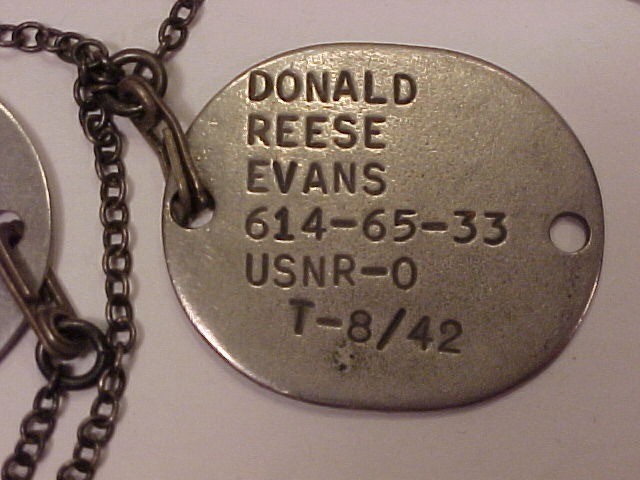 DONALD
REESE
EVANS
614-65-33
USNR-O
T-8/42